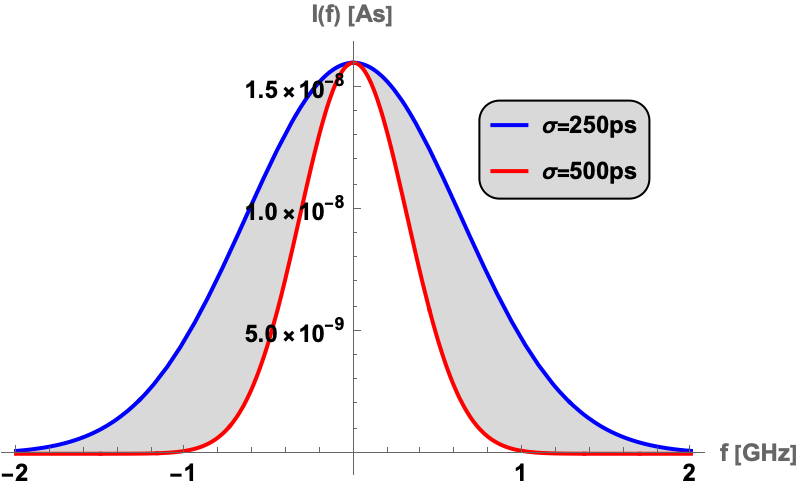 I(f) [As]
1.5×10⁻⁸
σ=250ps
σ=500ps
1.0×10⁻⁸
5.0×10⁻⁹
f [GHz]
−2
−1
1
2